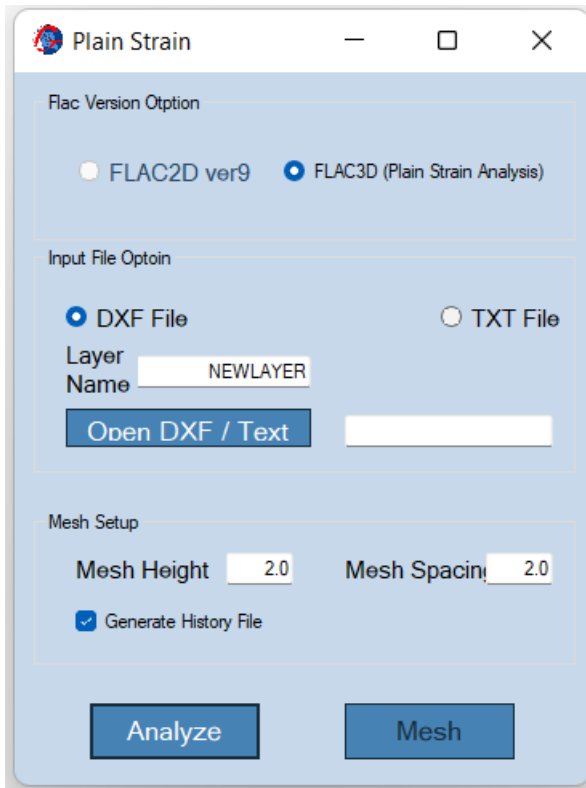 Plain Strain
Flac Version Otption
FLAC2D ver9
FLAC3D (Plain Strain Analysis)
Input File Optoin
DXF File
TXT File
Layer
Name
NEWLAYER
Open DXF / Text
Mesh Setup
Mesh Height
2.0
Mesh Spacing
2.0
Generate History File
Analyze
Mesh